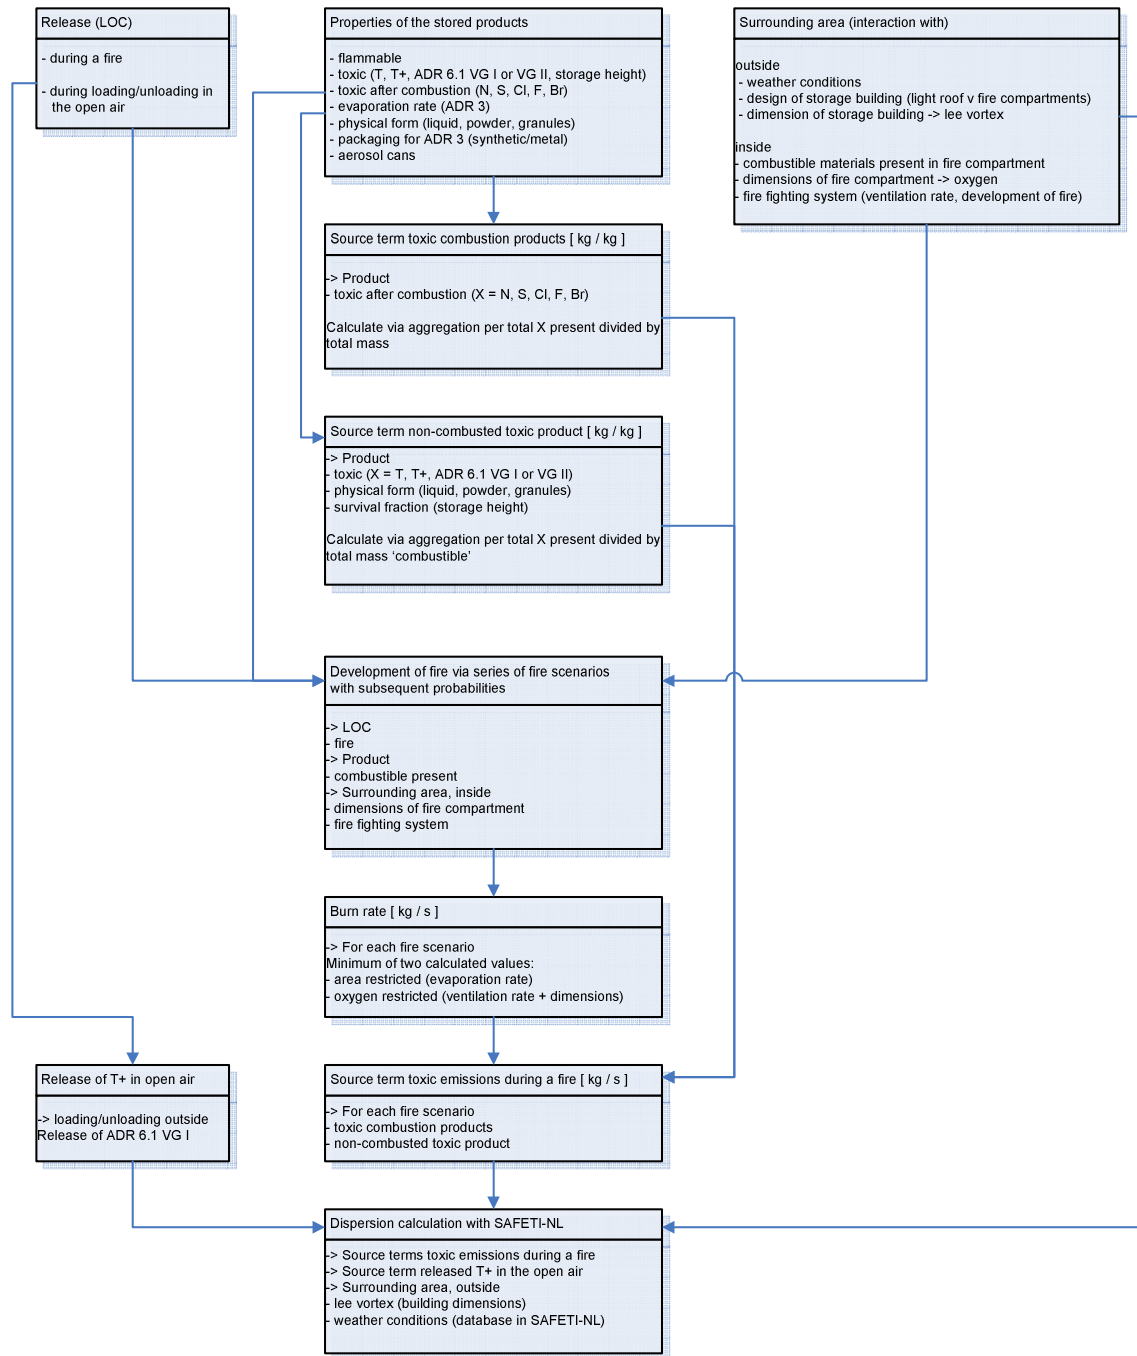 Release (LOC)
- during a fire
- during loading/unloading in
the open air
Properties of the stored products
- flammable
- toxic (T, T+, ADR 6.1 VG I or VG II, storage height)
- toxic after combustion (N, S, Cl, F, Br)
- evaporation rate (ADR 3)
- physical form (liquid, powder, granules)
- packaging for ADR 3 (synthetic/metal)
- aerosol cans
Surrounding area (interaction with)
outside
- weather conditions
- design of storage building (light roof v fire compartments)
- dimension of storage building -> lee vortex
inside
- combustible materials present in fire compartment
- dimensions of fire compartment -> oxygen
- fire fighting system (ventilation rate, development of fire)
Source term toxic combustion products [ kg / kg ]
-> Product
- toxic after combustion (X = N, S, Cl, F, Br)
Calculate via aggregation per total X present divided by
total mass
Source term non-combusted toxic product [ kg / kg ]
-> Product
- toxic (X = T, T+, ADR 6.1 VG I or VG II)
- physical form (liquid, powder, granules)
- survival fraction (storage height)
Calculate via aggregation per total X present divided by
total mass ‘combustible’
Development of fire via series of fire scenarios
with subsequent probabilities
-> LOC
- fire
-> Product
- combustible present
-> Surrounding area, inside
- dimensions of fire compartment
- fire fighting system
Burn rate [ kg / s ]
-> For each fire scenario
Minimum of two calculated values:
- area restricted (evaporation rate)
- oxygen restricted (ventilation rate + dimensions)
Release of T+ in open air
-> loading/unloading outside
Release of ADR 6.1 VG I
Source term toxic emissions during a fire [ kg / s ]
-> For each fire scenario
- toxic combustion products
- non-combusted toxic product
Dispersion calculation with SAFETI-NL
-> Source terms toxic emissions during a fire
-> Source term released T+ in the open air
-> Surrounding area, outside
- lee vortex (building dimensions)
- weather conditions (database in SAFETI-NL)